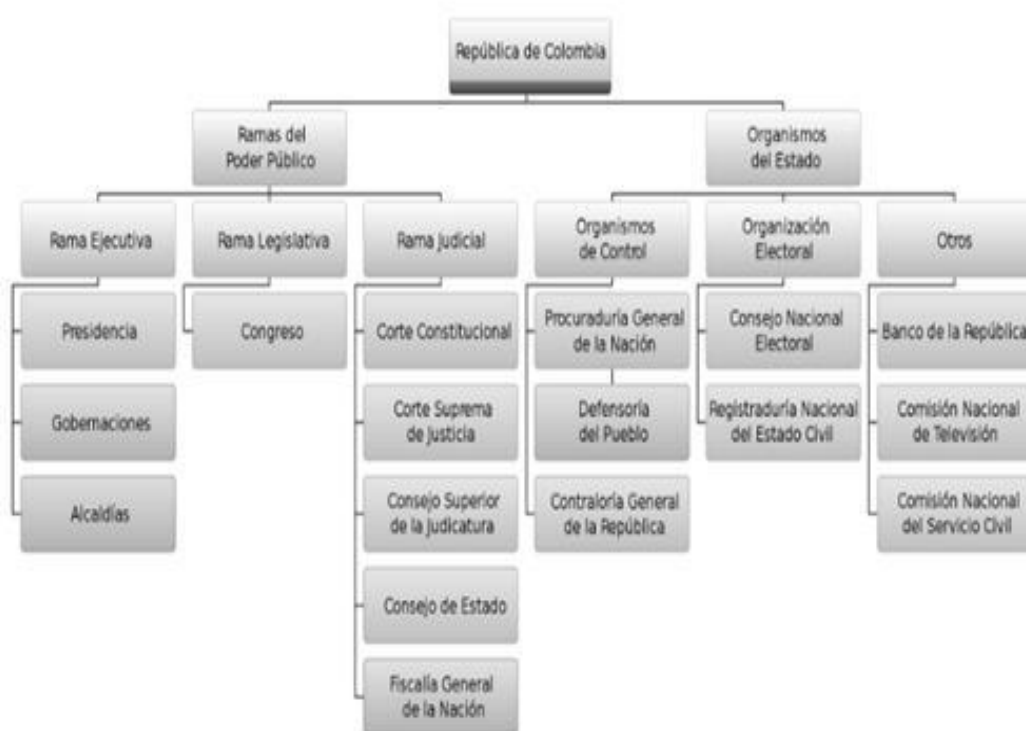 República de Colombia
Ramas del
Poder Público
Organismos
del Estado
Rama Ejecutiva
Rama Legislativa
Rama Judicial
Organismos
de Control
Organización
Electoral
Otros
Presidencia
Congreso
Corte Constitucional
Procuraduría General
de la Nación
Consejo Nacional
Electoral
Banco de la República
Gobernaciones
Corte Suprema
de Justicia
Defensoría
del Pueblo
Registraduría Nacional
del Estado Civil
Comisión Nacional
de Televisión
Alcaldías
Consejo Superior
de la Judicatura
Contraloría General
de la República
Comisión Nacional
del Servicio Civil
Consejo de Estado
Fiscalía General
de la Nación